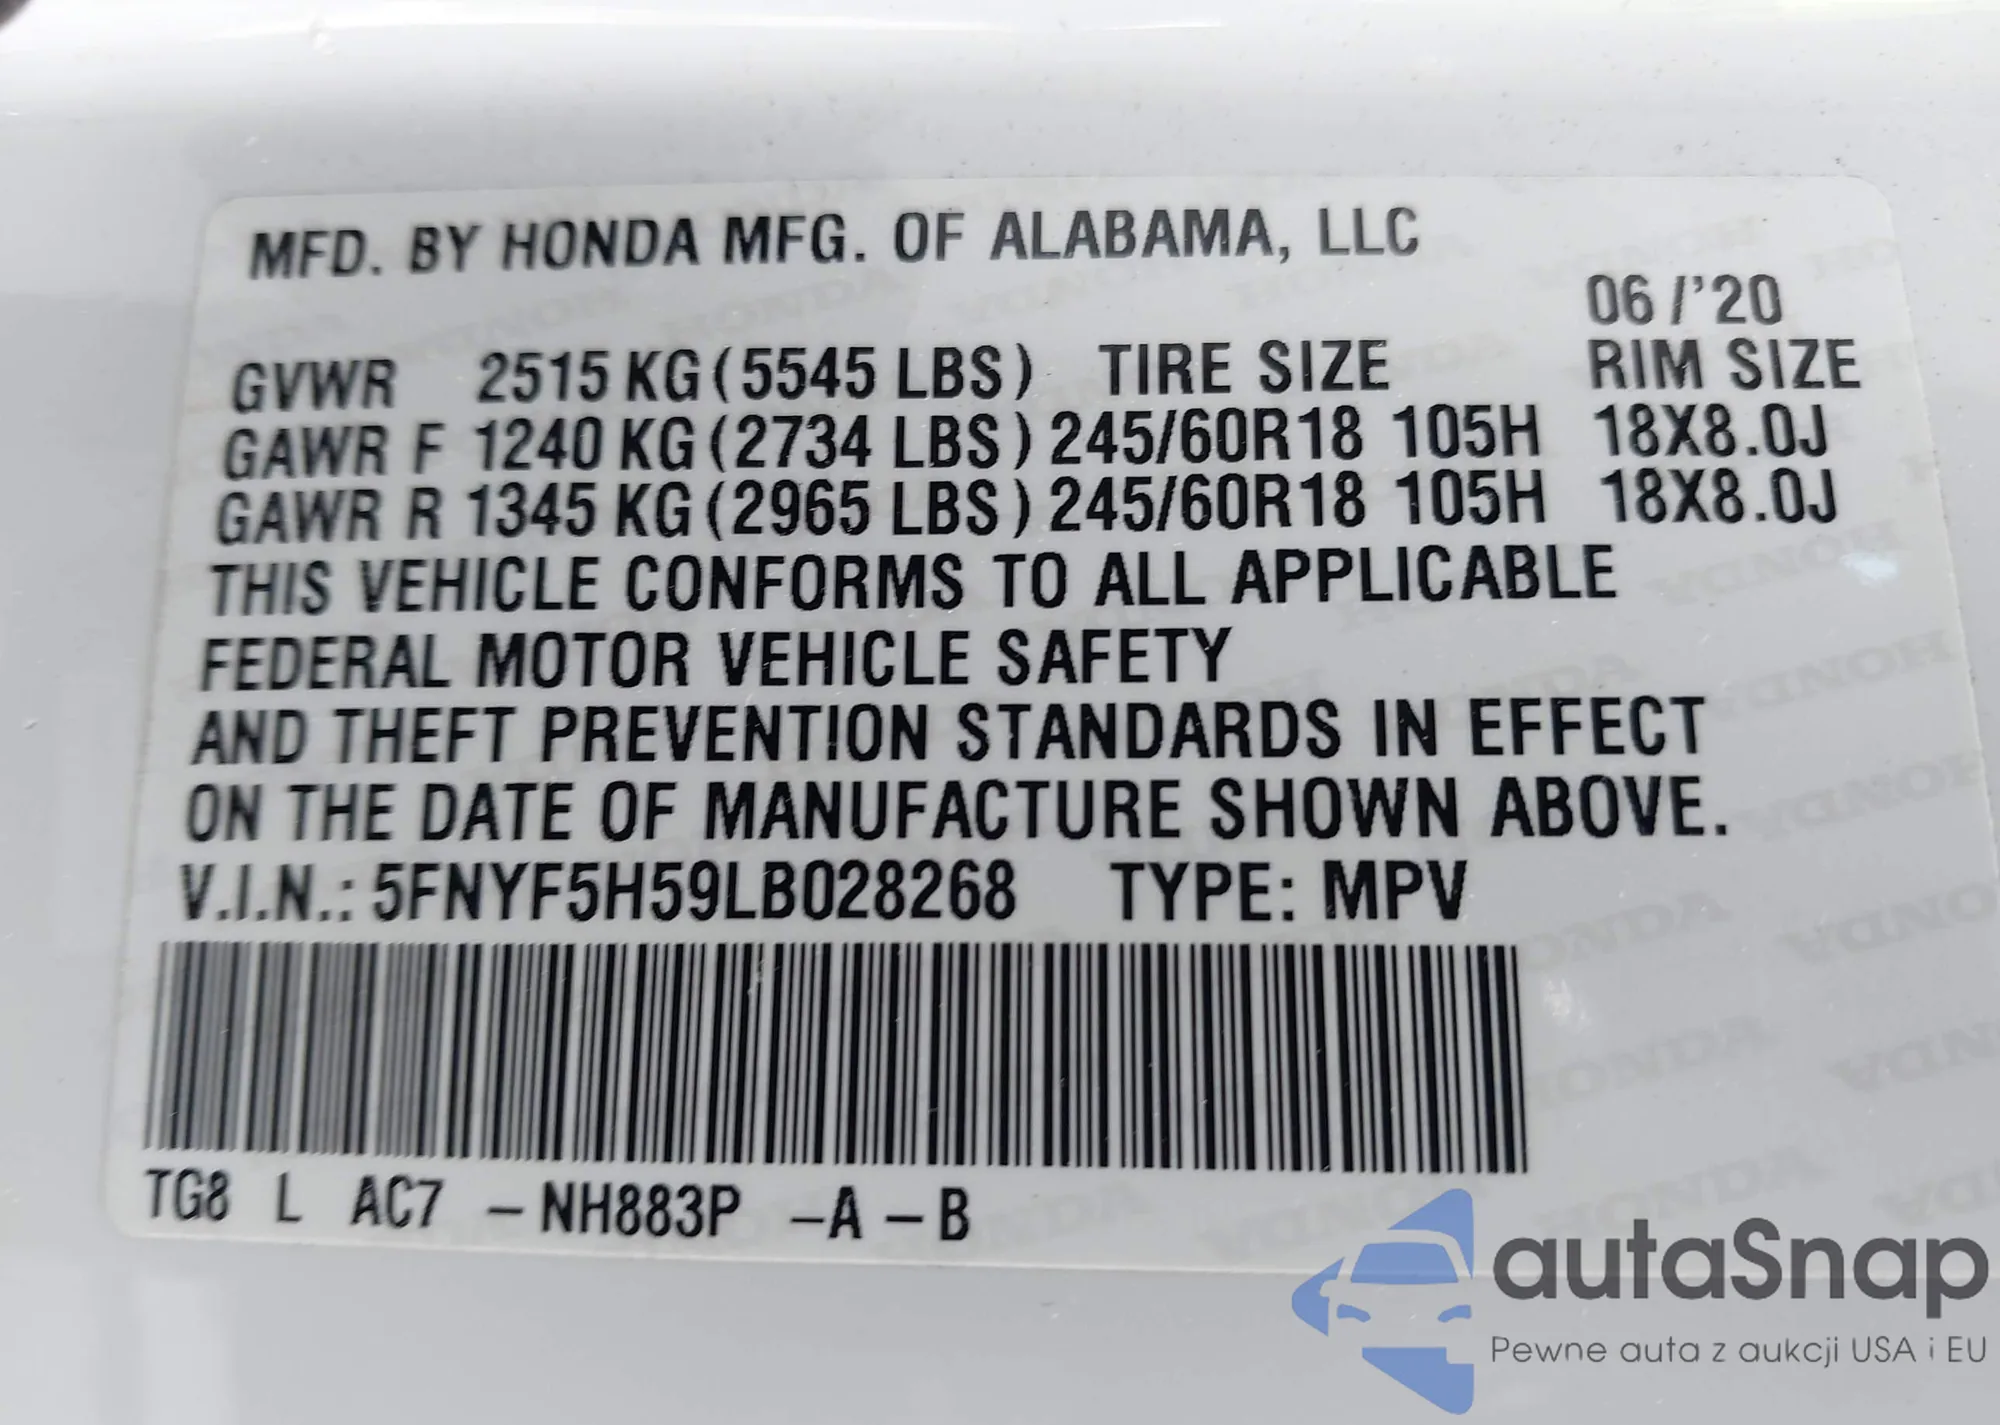 MFD. BY HONDA MFG. OF ALABAMA, LLC
06/'20
GVWR 2515 KG (5545 LBS) TIRE SIZE RIM SIZE
GAWR F 1240 KG (2734 LBS) 245/60R18 105H 18X8.0J
GAWR R 1345 KG (2965 LBS) 245/60R18 105H 18X8.0J
THIS VEHICLE CONFORMS TO ALL APPLICABLE
FEDERAL MOTOR VEHICLE SAFETY
AND THEFT PREVENTION STANDARDS IN EFFECT
ON THE DATE OF MANUFACTURE SHOWN ABOVE.
V.I.N.: 5FNYF5H59LB028268 TYPE: MPV
TG8 L AC7 –NH883P –A –B
autaSnap
Pewne auta z aukcji USA i EU